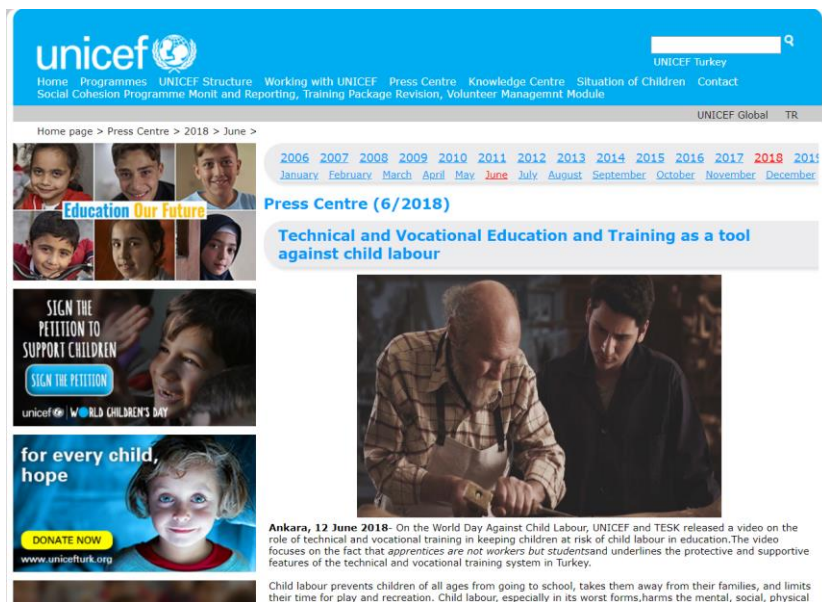 unicef
UNICEF Turkey
Home Programmes UNICEF Structure Working with UNICEF Press Centre Knowledge Centre Situation of Children Contact
Social Cohesion Programme Monit and Reporting, Training Package Revision, Volunteer Managemnt Module
UNICEF Global TR
Home page > Press Centre > 2018 > June >
Education Our Future
SIGN THE
PETITION TO
SUPPORT CHILDREN
SIGN THE PETITION
unicef WORLD CHILDREN'S DAY
for every child,
hope
DONATE NOW
www.unicefturk.org
2006 2007 2008 2009 2010 2011 2012 2013 2014 2015 2016 2017 2018 2019
January February March April May June July August September October November December
Press Centre (6/2018)
Technical and Vocational Education and Training as a tool
against child labour
Ankara, 12 June 2018- On the World Day Against Child Labour, UNICEF and TESK released a video on the
role of technical and vocational training in keeping children at risk of child labour in education.The video
focuses on the fact that apprentices are not workers but studentsand underlines the protective and supportive
features of the technical and vocational training system in Turkey.
Child labour prevents children of all ages from going to school, takes them away from their families, and limits
their time for play and recreation. Child labour, especially in its worst forms,harms the mental, social, physical